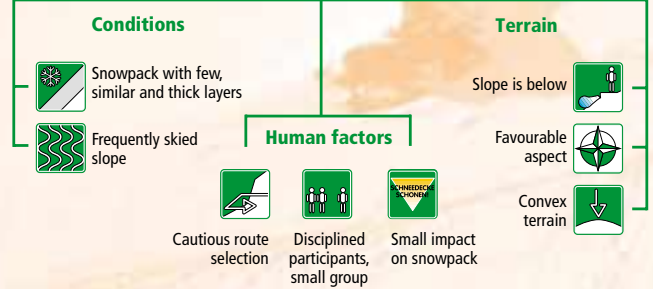 Conditions
Snowpack with few,
similar and thick layers
Frequently skied
slope
Human factors
Cautious route
selection
Disciplined
participants,
small group
SCHNEEDECKE
SCHONEN!
Small impact
on snowpack
Terrain
Slope is below
Favourable
aspect
Convex
terrain